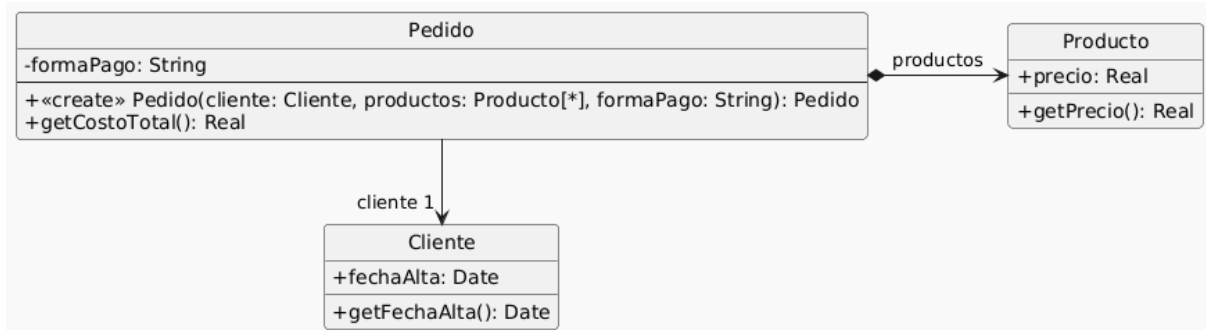 Pedido
-formaPago: String
+«create» Pedido(cliente: Cliente, productos: Producto[*], formaPago: String): Pedido
+getCostoTotal(): Real
productos
Producto
+precio: Real
+getPrecio(): Real
cliente 1
Cliente
+fechaAlta: Date
+getFechaAlta(): Date